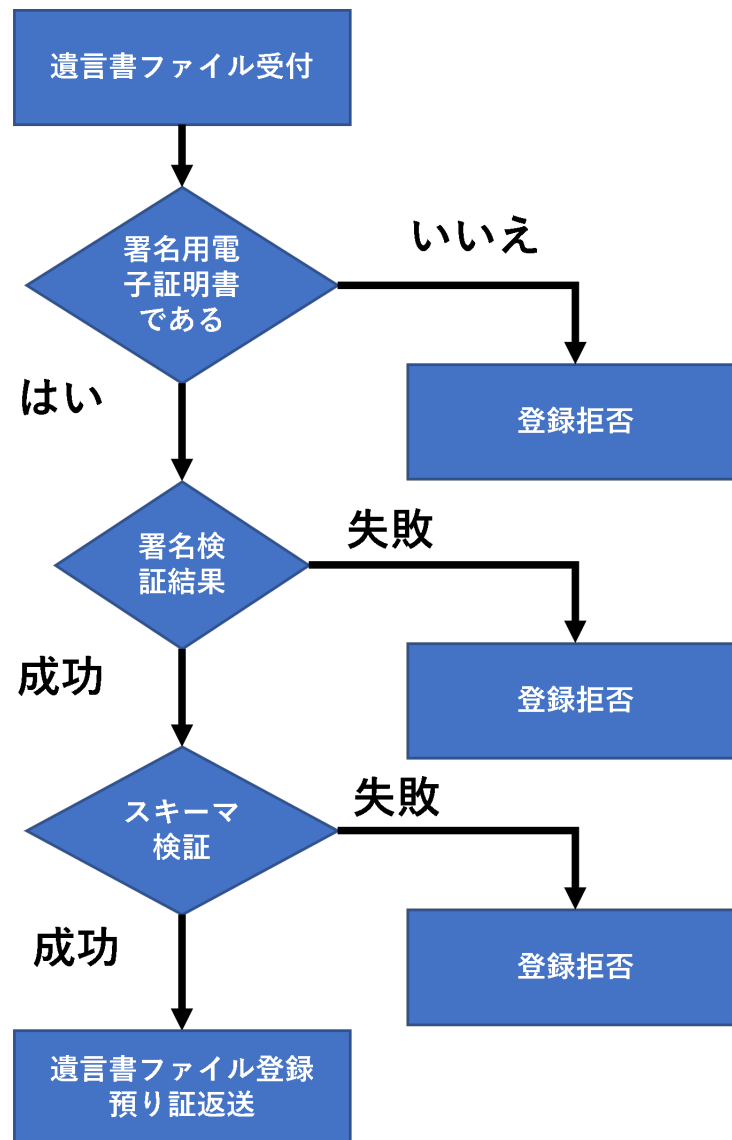 遺言書ファイル受付
署名用電
子証明書
である
いいえ
はい
登録拒否
署名検
証結果
失敗
成功
登録拒否
スキーマ
検証
失敗
成功
登録拒否
遺言書ファイル登録
預り証返送